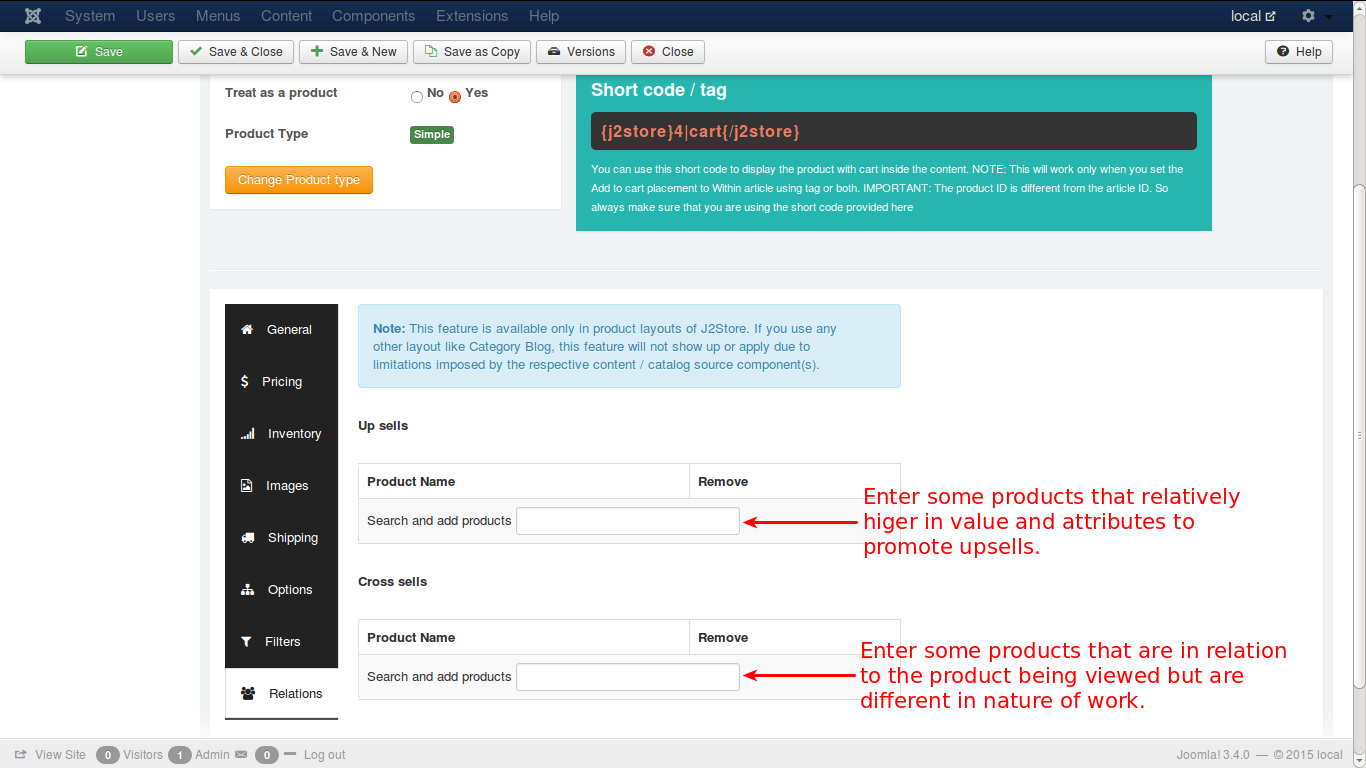 System Users Menus Content Components Extensions Help local
Save Save & Close Save & New Save as Copy Versions Close Help
Treat as a product No Yes
Product Type Simple
Change Product type
Short code / tag
{j2store}4|cart{/j2store}
You can use this short code to display the product with cart inside the content. NOTE: This will work only when you set the
Add to cart placement to Within article using tag or both. IMPORTANT: The product ID is different from the article ID. So
always make sure that you are using the short code provided here
General
Pricing
Inventory
Images
Shipping
Options
Filters
Relations
Note: This feature is available only in product layouts of J2Store. If you use any
other layout like Category Blog, this feature will not show up or apply due to
limitations imposed by the respective content / catalog source component(s).
Up sells
Product Name Remove
Search and add products
Enter some products that relatively
higer in value and attributes to
promote upsells.
Cross sells
Product Name Remove
Search and add products
Enter some products that are in relation
to the product being viewed but are
different in nature of work.
View Site 0 Visitors 1 Admin 0 Log out Joomla! 3.4.0 — © 2015 local